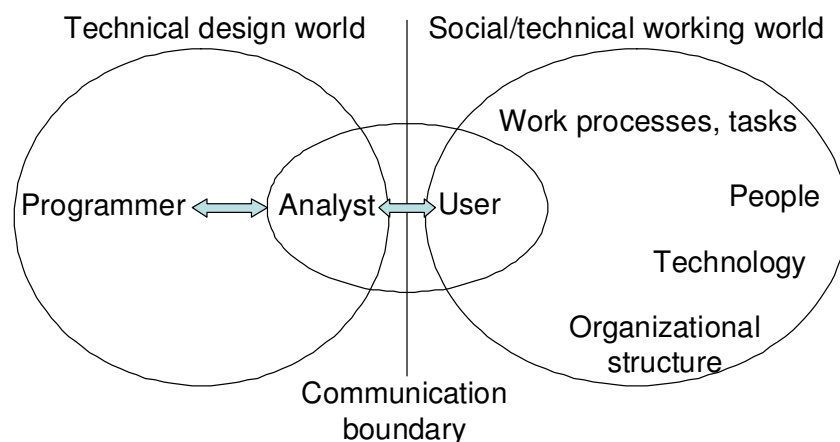 Technical design world
Social/technical working world
Work processes, tasks
People
Programmer
Analyst
User
Technology
Organizational
structure
Communication
boundary